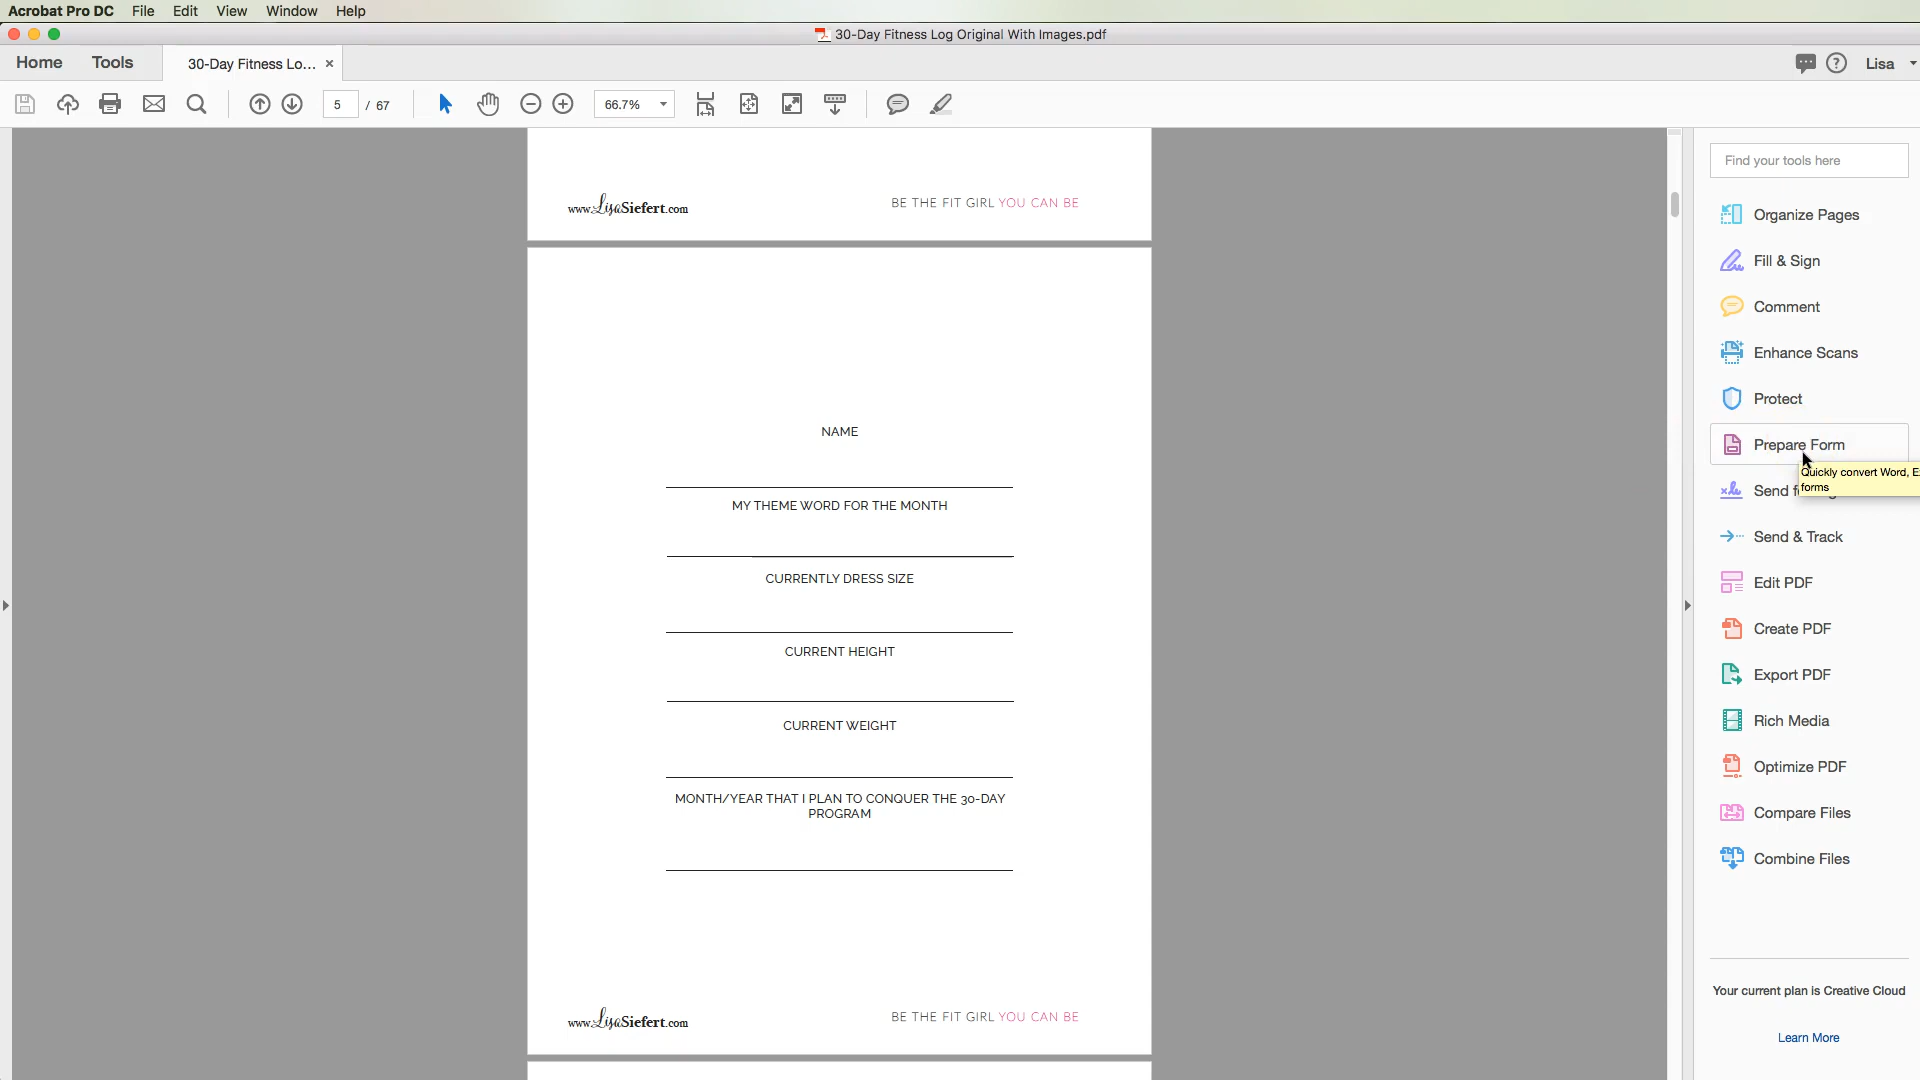 Acrobat Pro DC File Edit View Window Help
30-Day Fitness Log Original With Images.pdf
Home Tools 30-Day Fitness Lo... × Lisa
5 / 67 66.7%
www.LisaSiefert.com BE THE FIT GIRL YOU CAN BE
NAME
MY THEME WORD FOR THE MONTH
CURRENTLY DRESS SIZE
CURRENT HEIGHT
CURRENT WEIGHT
MONTH/YEAR THAT I PLAN TO CONQUER THE 30-DAY
PROGRAM
www.LisaSiefert.com BE THE FIT GIRL YOU CAN BE
Find your tools here
Organize Pages
Fill & Sign
Comment
Enhance Scans
Protect
Prepare Form
Quickly convert Word, E
forms
Send
Send & Track
Edit PDF
Create PDF
Export PDF
Rich Media
Optimize PDF
Compare Files
Combine Files
Your current plan is Creative Cloud
Learn More